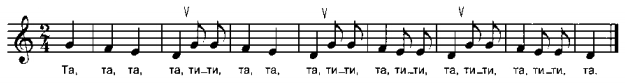 Та, та, та, та, ти–ти, та, та, та, ти–ти, та, ти–ти, та, ти–ти, та, ти–ти, та.